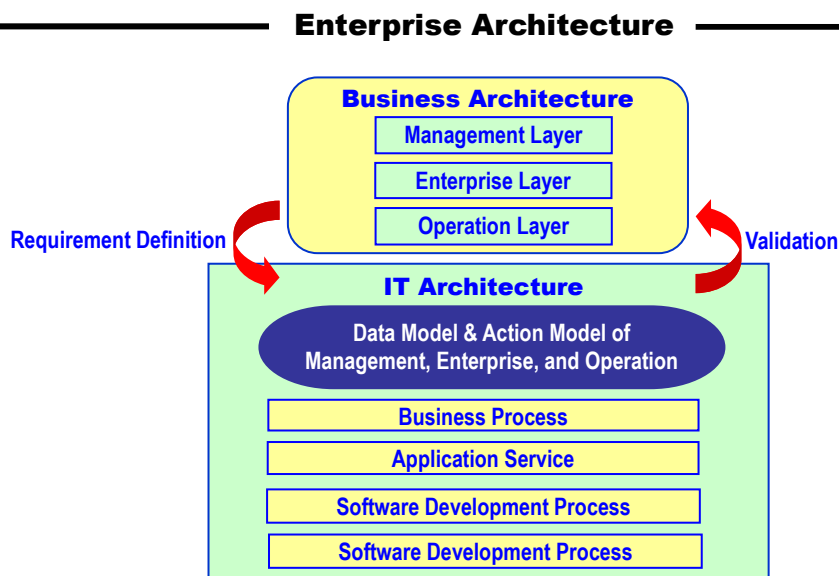 Enterprise Architecture
Business Architecture
Management Layer
Enterprise Layer
Operation Layer
Requirement Definition
Validation
IT Architecture
Data Model & Action Model of
Management, Enterprise, and Operation
Business Process
Application Service
Software Development Process
Software Development Process